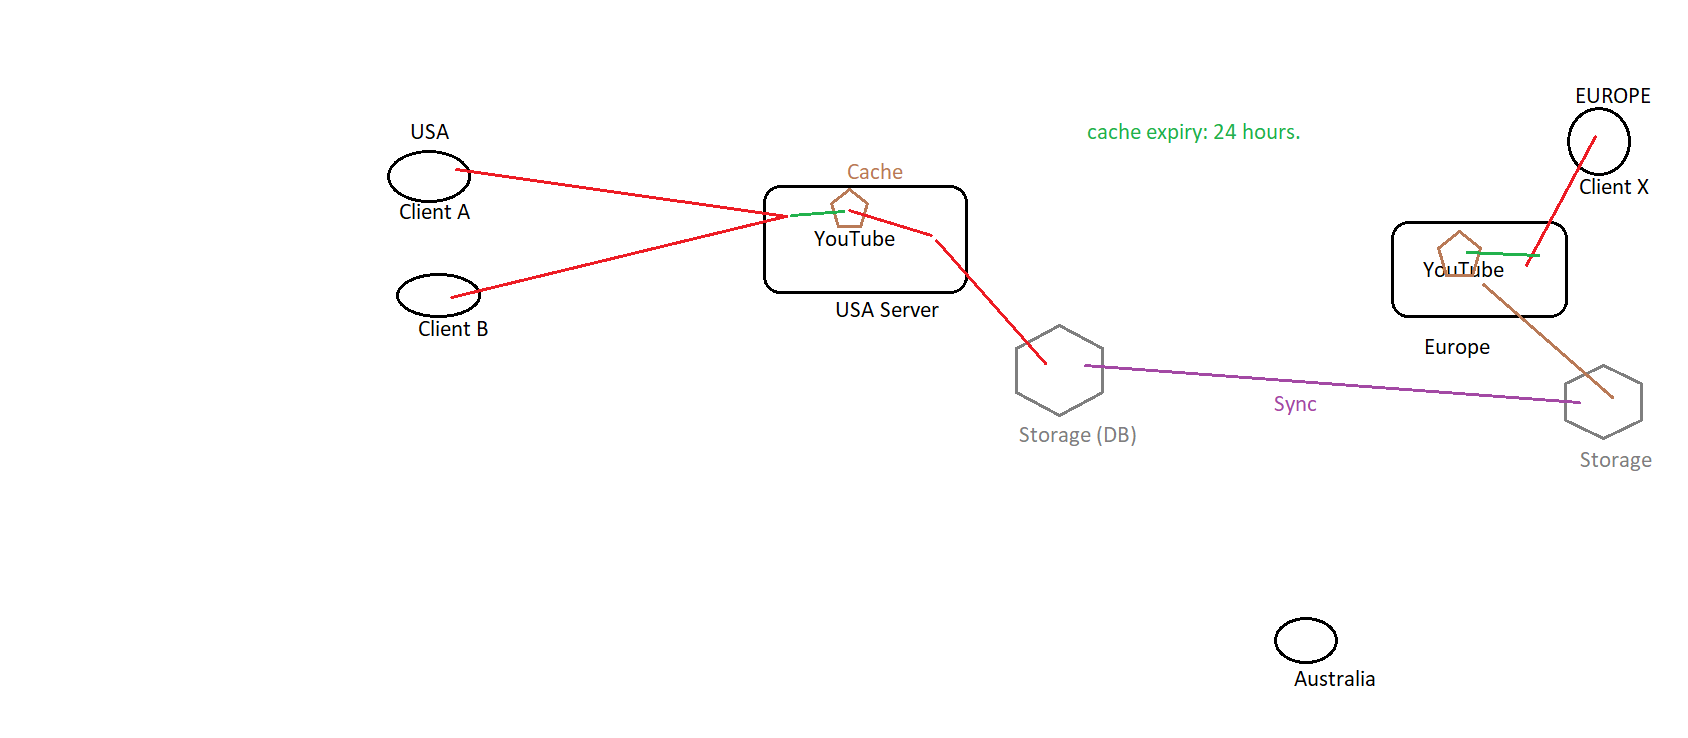 EUROPE
USA
cache expiry: 24 hours.
Cache
Client X
Client A
YouTube
YouTube
USA Server
Client B
Europe
Sync
Storage (DB)
Storage
Australia